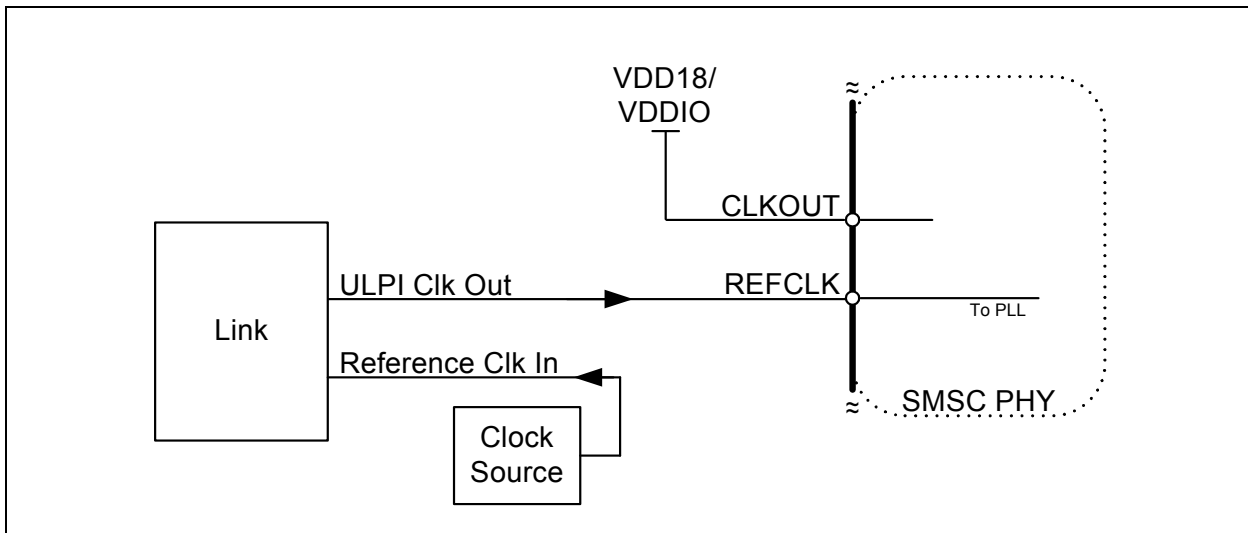 VDD18/
VDDIO
CLKOUT
ULPI Clk Out
REFCLK
To PLL
Link
Reference Clk In
SMSC PHY
Clock
Source